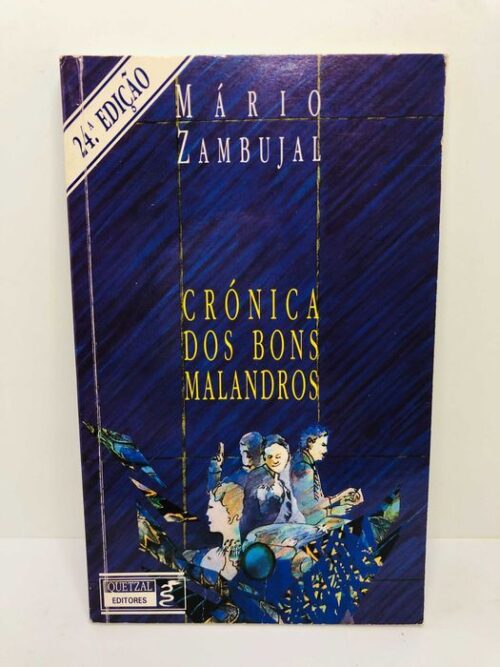 24.ª EDIÇÃO
MÁRIO
ZAMBUJAL
CRÓNICA
DOS BONS
MALANDROS
QUETZAL
EDITORES